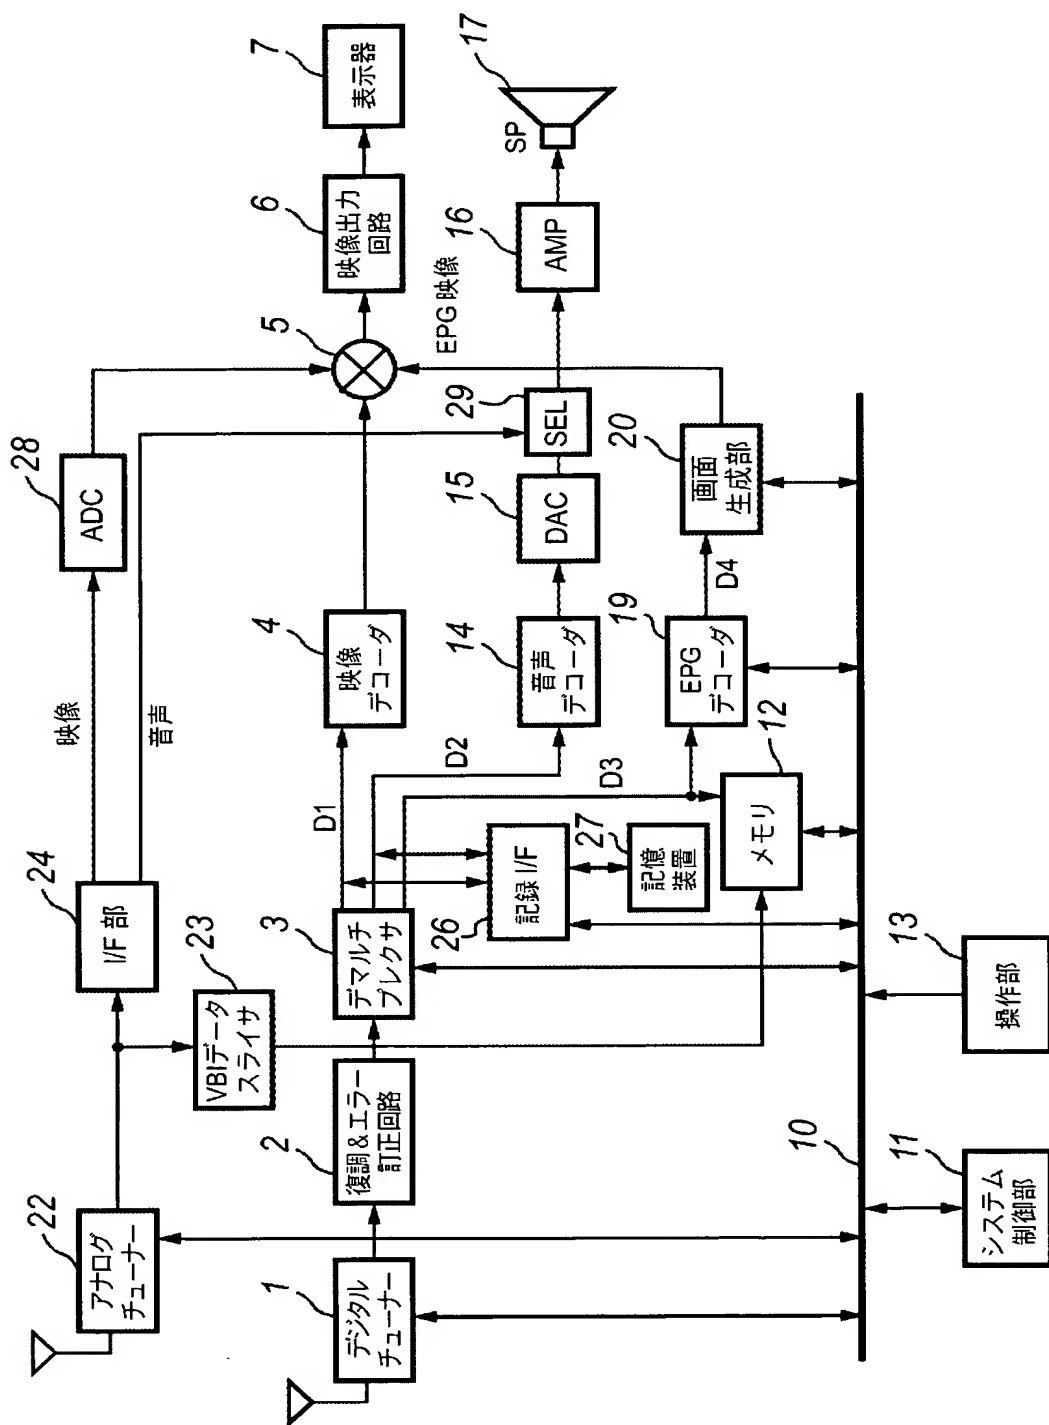 22
アナログ
チューナー
24
I/F 部
映像
音声
28
ADC
23
VBIデータ
スライサ
1
デジタル
チューナー
2
復調&エラー
訂正回路
3
デマルチ
プレクサ
D1
4
映像
デコーダ
5
6
映像出力
回路
7
表示器
EPG 映像
D2
14
音声
デコーダ
15
DAC
29
SEL
16
AMP
SP
17
26
記録 I/F
27
記憶
装置
D3
19
EPG
デコーダ
D4
20
画面
生成部
12
メモリ
10
11
システム
制御部
13
操作部